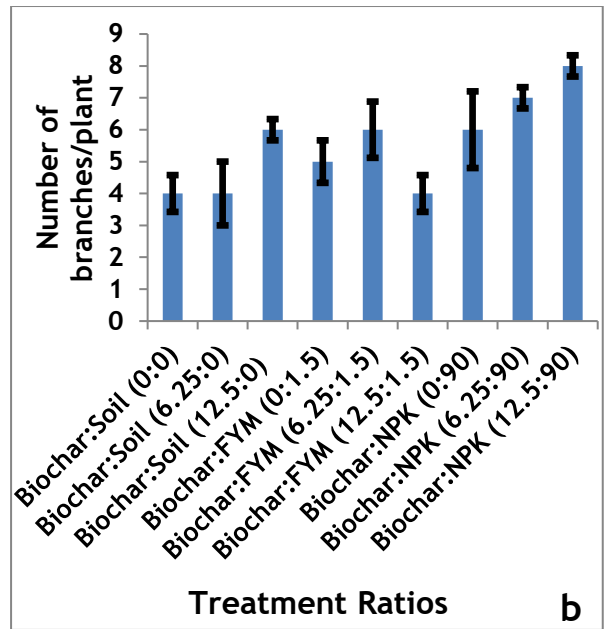 Number of
branches/plant
9
8
7
6
5
4
3
2
1
0
Biochar:Soil (0:0)
Biochar:Soil (6.25:0)
Biochar:Soil (12.5:0)
Biochar:FYM (0:1.5)
Biochar:FYM (6.25:1.5)
Biochar:FYM (12.5:1.5)
Biochar:NPK (0:90)
Biochar:NPK (6.25:90)
Biochar:NPK (12.5:90)
Treatment Ratios
b